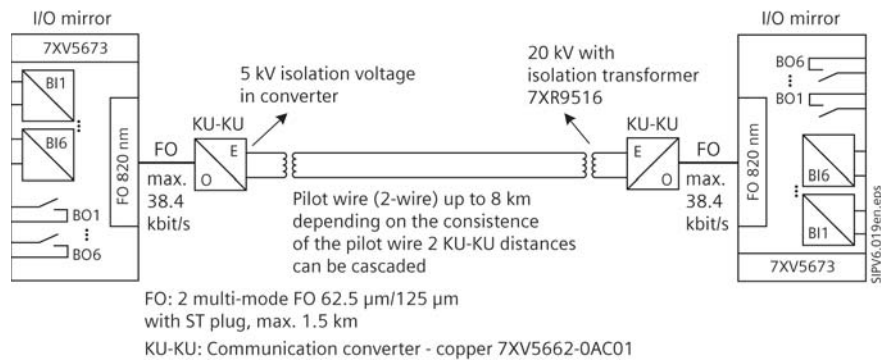 I/O mirror
7XV5673
BI1
BI6
BO1
BO6
FO 820 nm
FO
max.
38.4
kbit/s
5 kV isolation voltage
in converter
KU-KU
E
O
20 kV with
isolation transformer
7XR9516
KU-KU
E
O
Pilot wire (2-wire) up to 8 km
depending on the consistence
of the pilot wire 2 KU-KU distances
can be cascaded
FO
max.
38.4
kbit/s
I/O mirror
FO 820 nm
BO6
BO1
BI6
BI1
7XV5673
SIPV6.019en.eps
FO: 2 multi-mode FO 62.5 μm/125 μm
with ST plug, max. 1.5 km
KU-KU: Communication converter - copper 7XV5662-0AC01